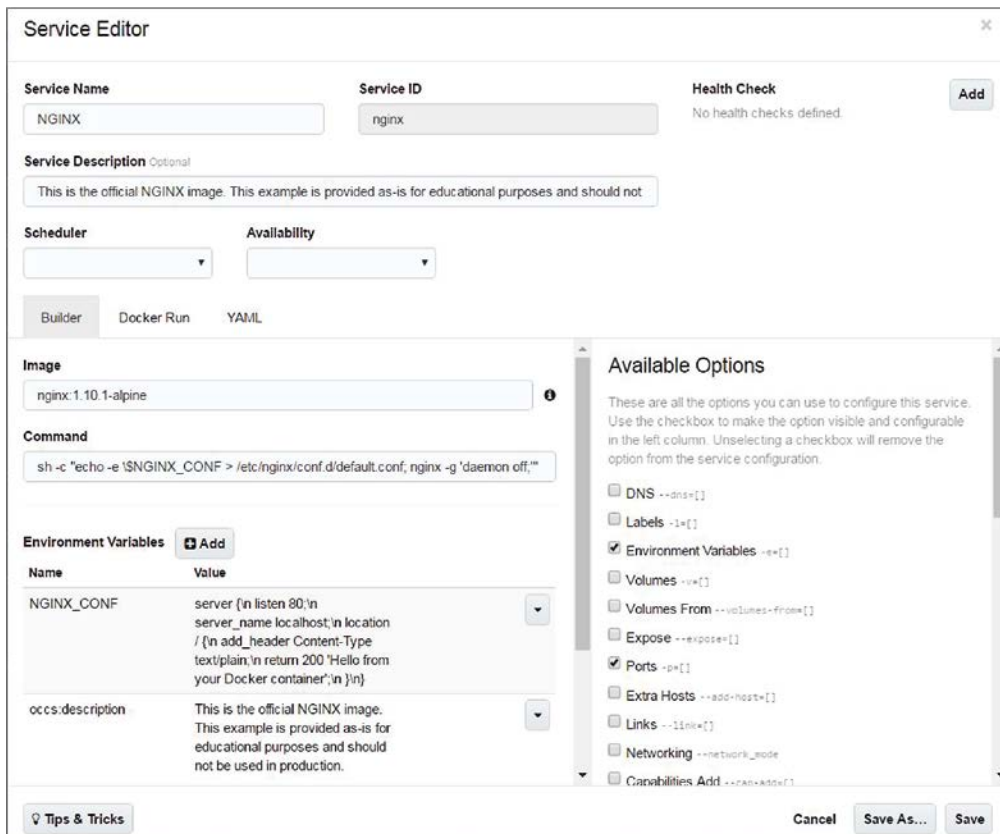 Service Editor
×
Service Name
Service ID
Health Check
Add
NGINX
nginx
No health checks defined.
Service Description Optional
This is the official NGINX image. This example is provided as-is for educational purposes and should not
Scheduler
Availability
Builder
Docker Run
YAML
Image
nginx:1.10.1-alpine
Command
sh -c "echo -e \$NGINX_CONF > /etc/nginx/conf.d/default.conf; nginx -g 'daemon off;'"
Environment Variables
Add
Name
Value
NGINX_CONF
server {\n listen 80;\n
server_name localhost;\n location
/ {\n add_header Content-Type
text/plain;\n return 200 'Hello from
your Docker container';\n }\n}
occs:description
This is the official NGINX image.
This example is provided as-is for
educational purposes and should
not be used in production.
Available Options
These are all the options you can use to configure this service.
Use the checkbox to make the option visible and configurable
in the left column. Unselecting a checkbox will remove the
option from the service configuration.
DNS --dns=[]
Labels -l=[]
Environment Variables -e=[]
Volumes -v=[]
Volumes From --volumes-from=[]
Expose --expose=[]
Ports -p=[]
Extra Hosts --add-host=[]
Links --link=[]
Networking --network_mode
Capabilities Add --cap-add=[]
Tips & Tricks
Cancel
Save As...
Save